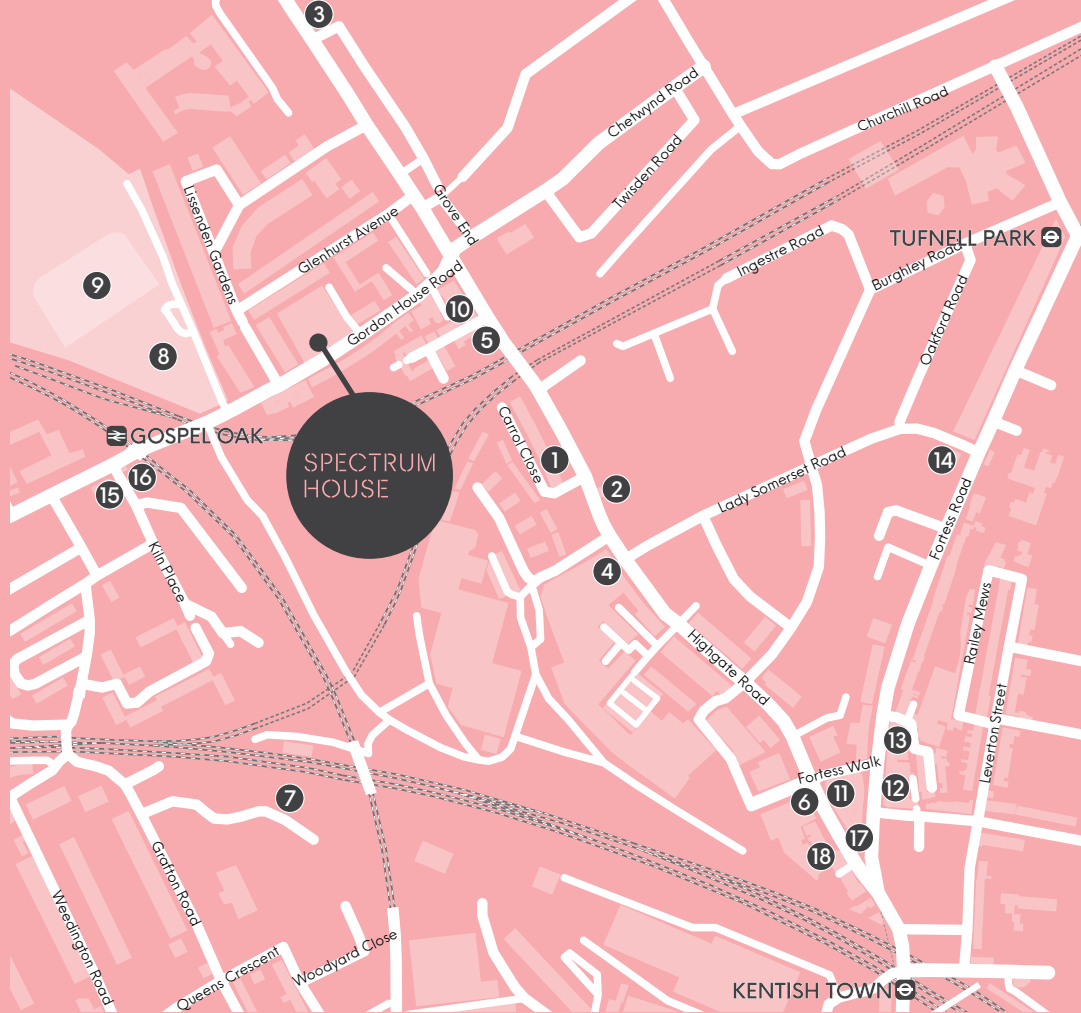 3
Chetwynd Road
Churchill Road
Twisden Road
Lissenden Gardens
Grove End
Glenhurst Avenue
TUFNELL PARK
Ingestre Road
Burghley Road
9
Gordon House Road
10
Oakford Road
5
8
GOSPEL OAK
Carrol Close
SPECTRUM
HOUSE
1
14
16
15
2
Lady Somerset Road
Fortess Road
4
Kiln Place
Railey Mews
Highgate Road
Leverton Street
13
Fortess Walk
7
6
11
12
17
18
Grafton Road
Weedington Road
Woodyard Close
Queens Crescent
KENTISH TOWN